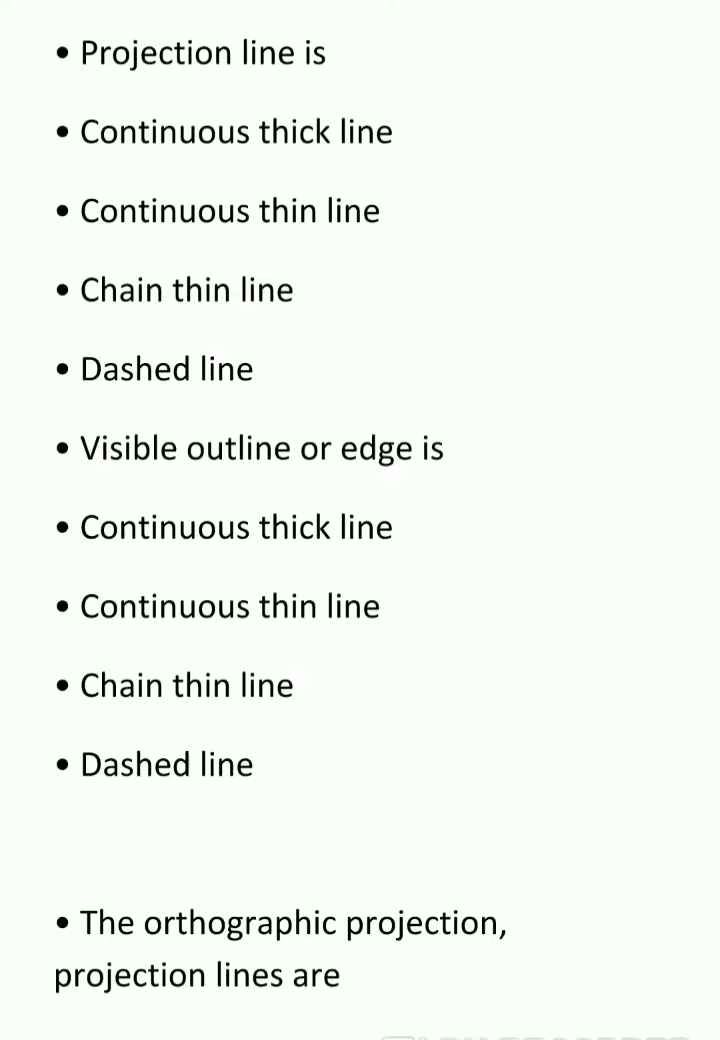 • Projection line is
• Continuous thick line
• Continuous thin line
• Chain thin line
• Dashed line
• Visible outline or edge is
• Continuous thick line
• Continuous thin line
• Chain thin line
• Dashed line
• The orthographic projection,
projection lines are